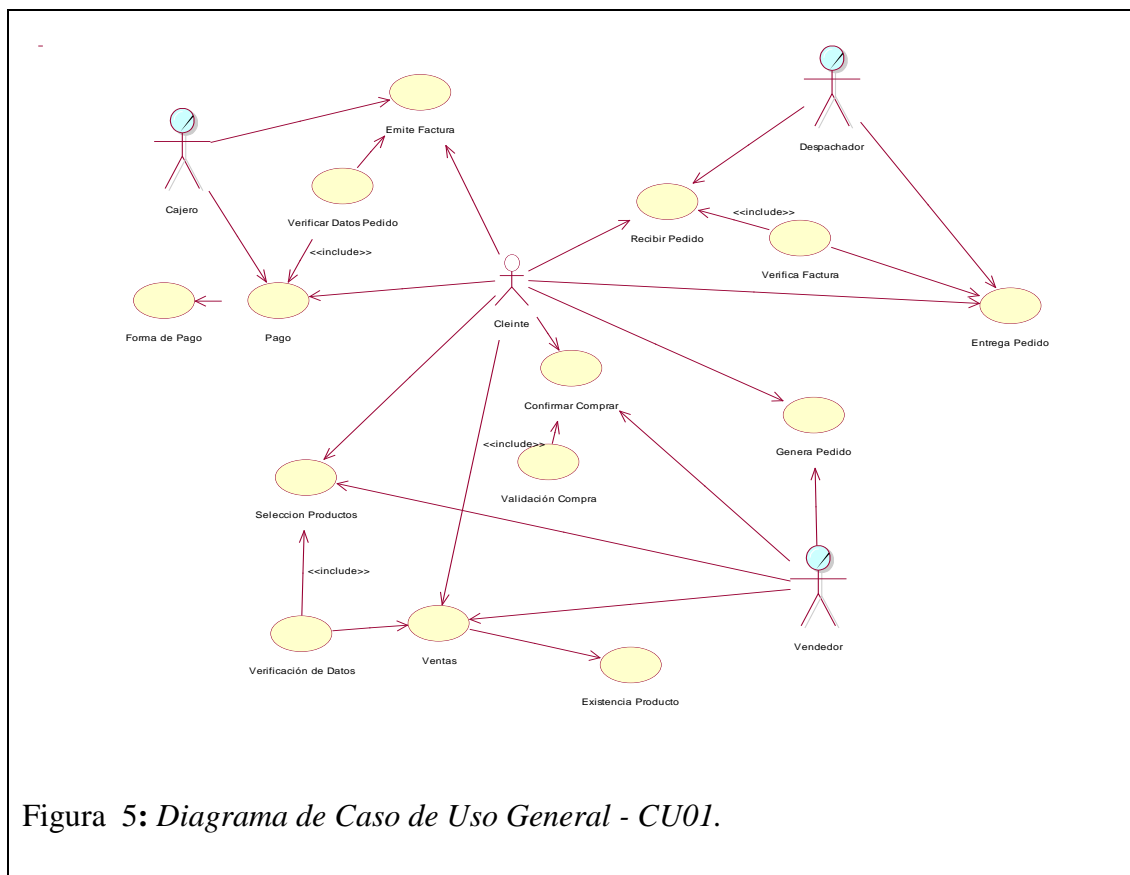 Emite Factura
Despachador
Cajero
Verificar Datos Pedido
<<include>>
<<include>>
Recibir Pedido
Verifica Factura
Forma de Pago
Pago
Cleinte
Entrega Pedido
Confirmar Comprar
<<include>>
Genera Pedido
Validación Compra
Seleccion Productos
<<include>>
Verificación de Datos
Ventas
Vendedor
Existencia Producto
Figura 5: Diagrama de Caso de Uso General - CU01.